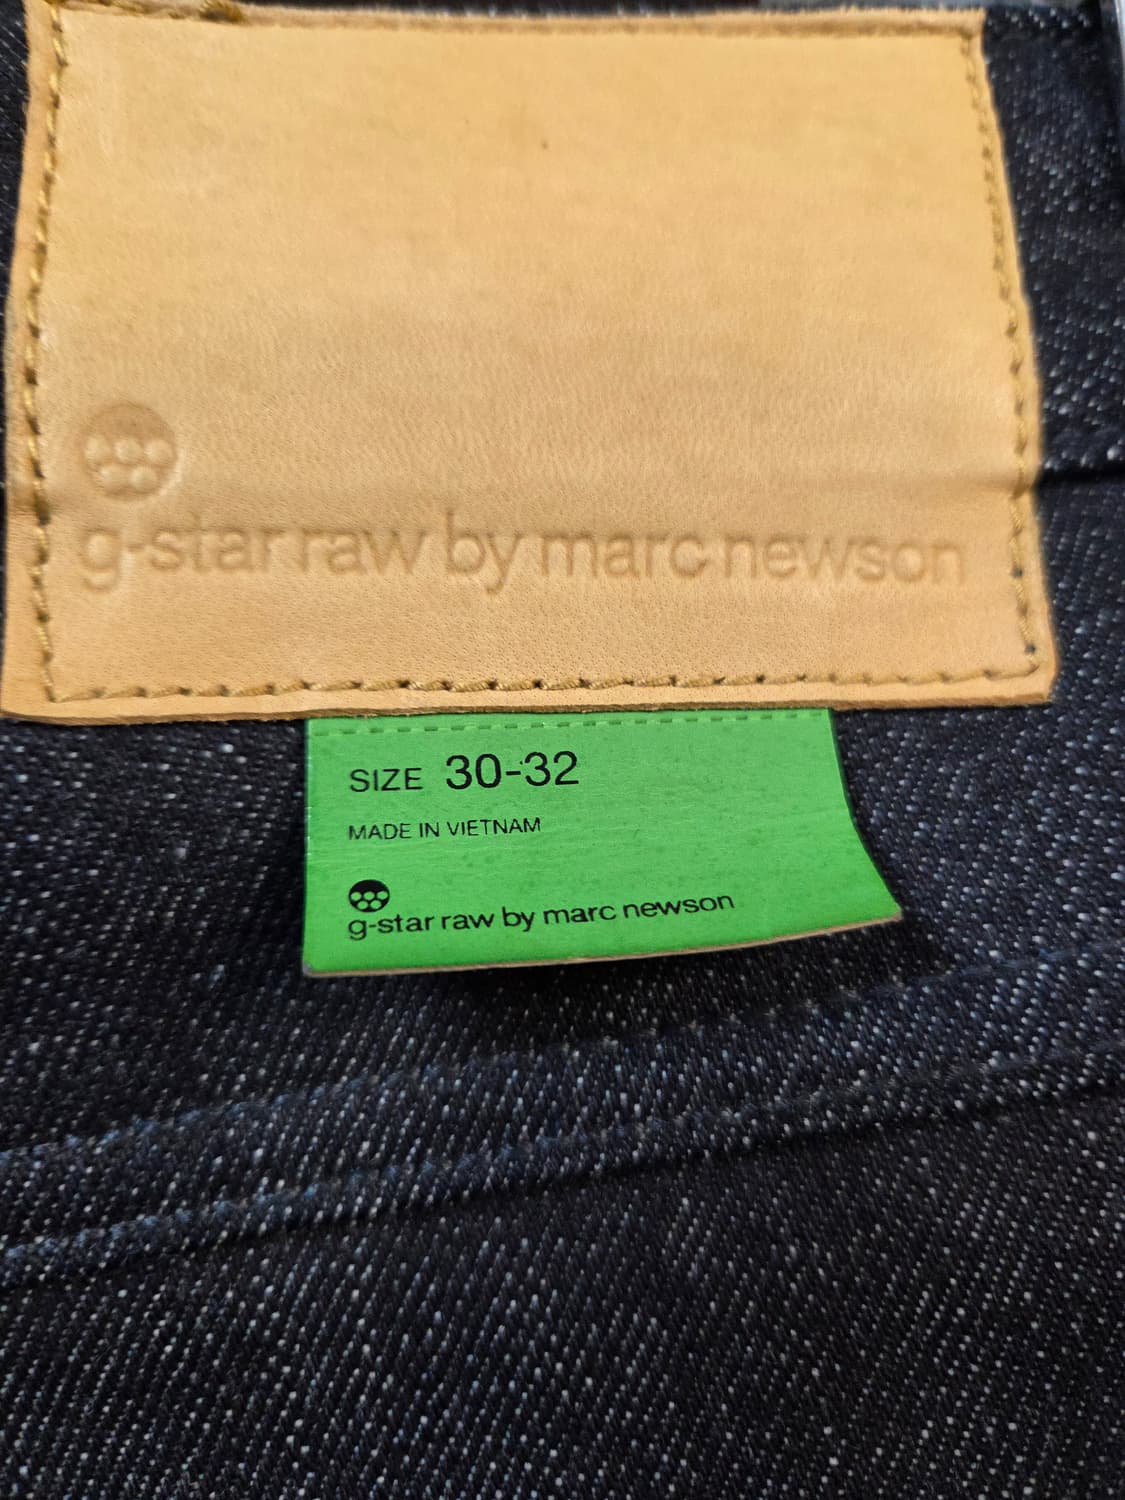 g-star raw by marc newson
SIZE 30-32
MADE IN VIETNAM
g-star raw by marc newson